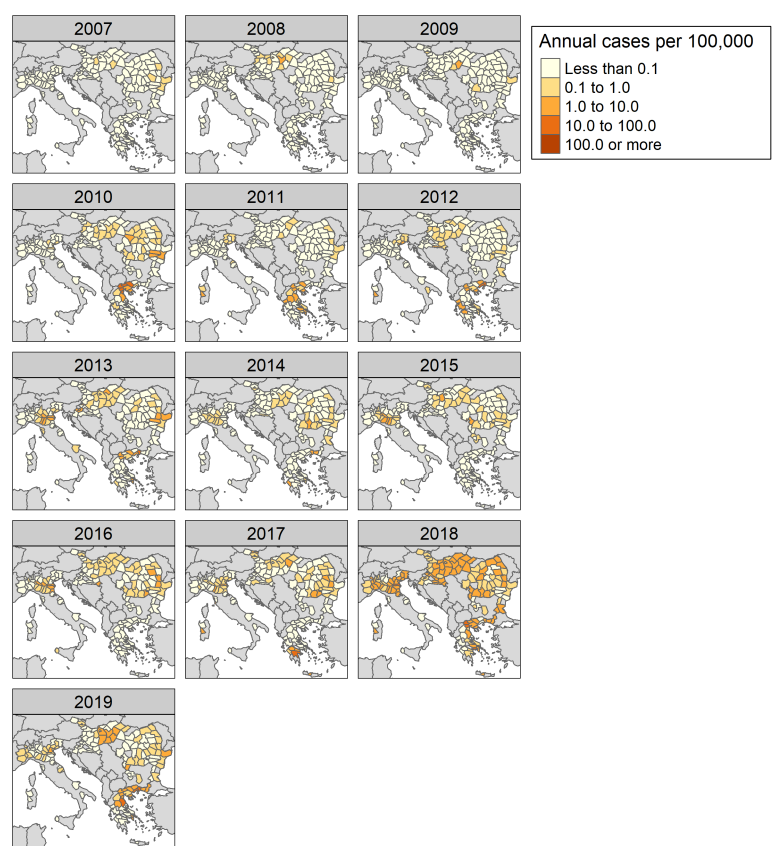 2007
2008
2009
Annual cases per 100,000
Less than 0.1
0.1 to 1.0
1.0 to 10.0
10.0 to 100.0
100.0 or more
2010
2011
2012
2013
2014
2015
2016
2017
2018
2019